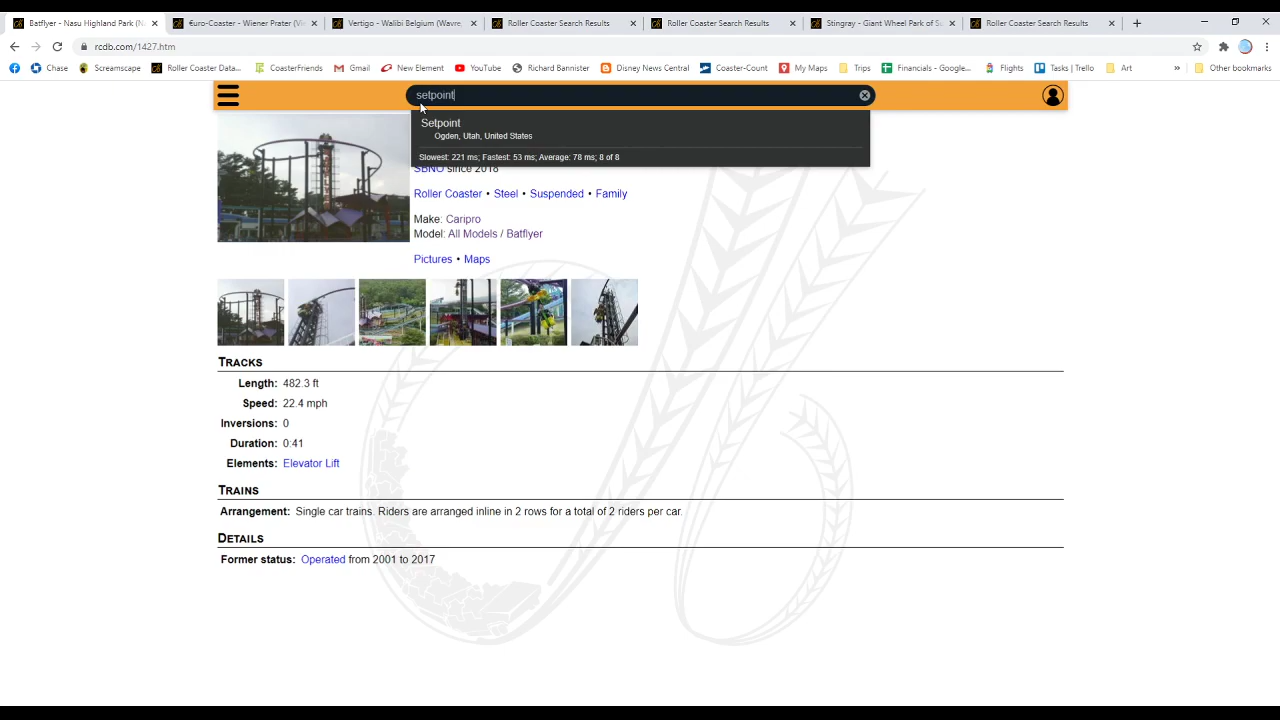 Batflyer - Nasu Highland Park (N
€uro-Coaster - Wiener Prater (Vi
Vertigo - Walibi Belgium (Wavre,
Roller Coaster Search Results
Roller Coaster Search Results
Stingray - Giant Wheel Park of Su
Roller Coaster Search Results
rcdb.com/1427.htm
Chase
Screamscape
Roller Coaster Data...
CoasterFriends
Gmail
New Element
YouTube
Richard Bannister
Disney News Central
Coaster-Count
My Maps
Trips
Financials - Google...
Flights
Tasks | Trello
Art
»
Other bookmarks
setpoint
Setpoint
Ogden, Utah, United States
Slowest: 221 ms; Fastest: 53 ms; Average: 78 ms; 8 of 8
SBNO since 2018
Roller Coaster • Steel • Suspended • Family
Make: Caripro
Model: All Models / Batflyer
Pictures • Maps
TRACKS
Length: 482.3 ft
Speed: 22.4 mph
Inversions: 0
Duration: 0:41
Elements: Elevator Lift
TRAINS
Arrangement: Single car trains. Riders are arranged inline in 2 rows for a total of 2 riders per car.
DETAILS
Former status: Operated from 2001 to 2017